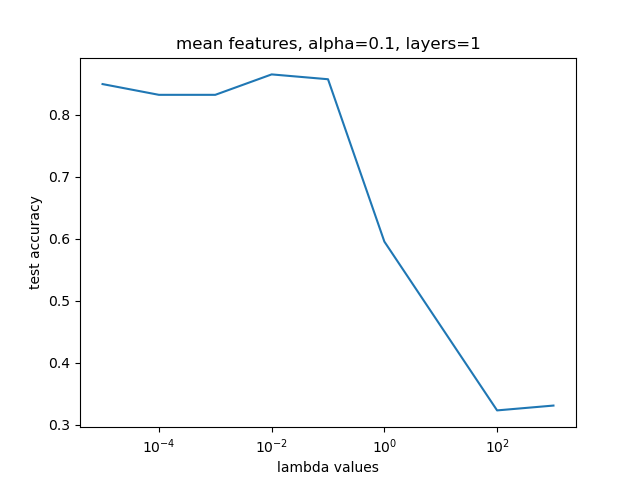 mean features, alpha=0.1, layers=1
0.8
0.7
0.6
0.5
0.4
0.3
test accuracy
10⁻⁴ 10⁻² 10⁰ 10²
lambda values